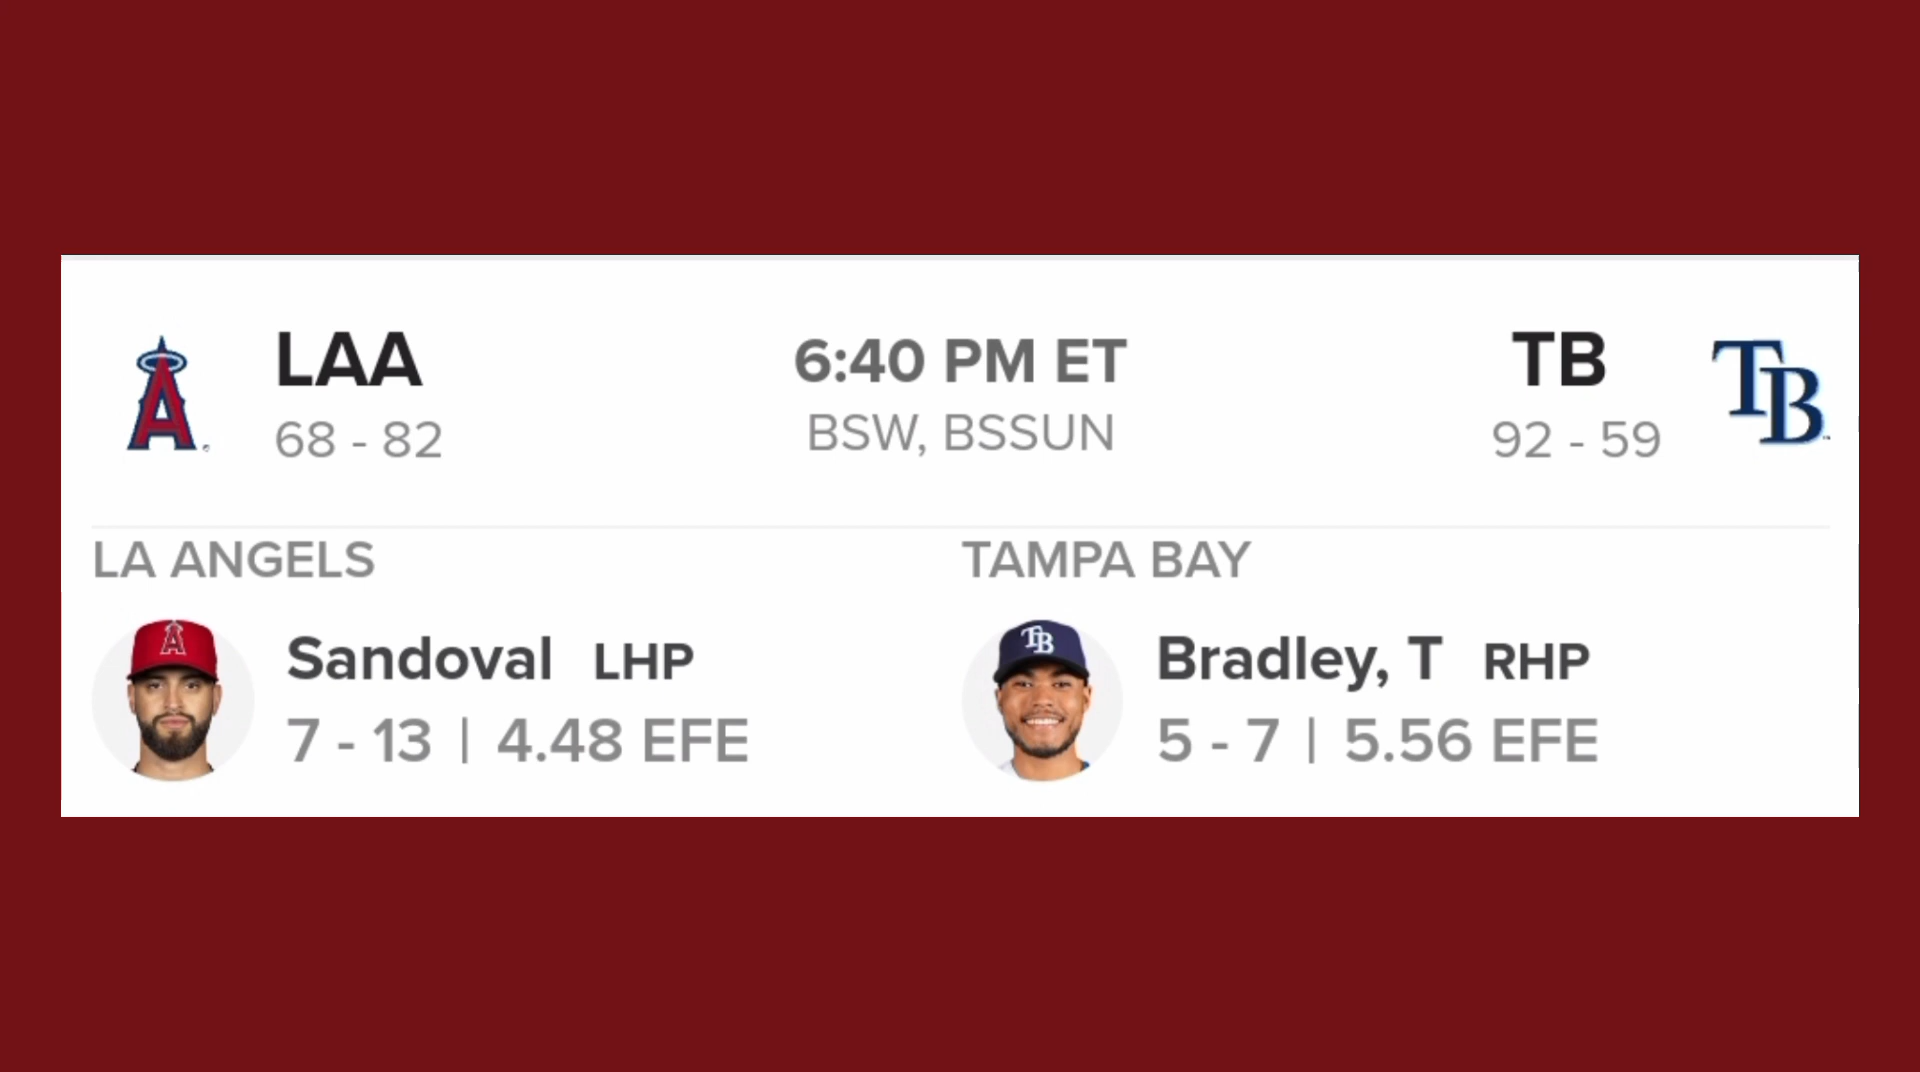 LAA
68 - 82
6:40 PM ET
BSW, BSSUN
TB
92 - 59
TB
LA ANGELS
Sandoval LHP
7 - 13 | 4.48 EFE
TAMPA BAY
Bradley, T RHP
5 - 7 | 5.56 EFE